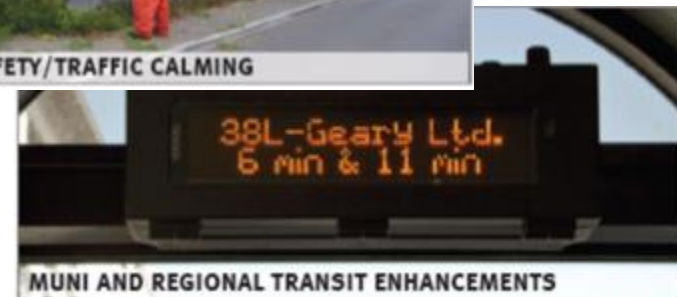 FETY/TRAFFIC CALMING
38L-Geary Ltd.
6 min & 11 min
MUNI AND REGIONAL TRANSIT ENHANCEMENTS